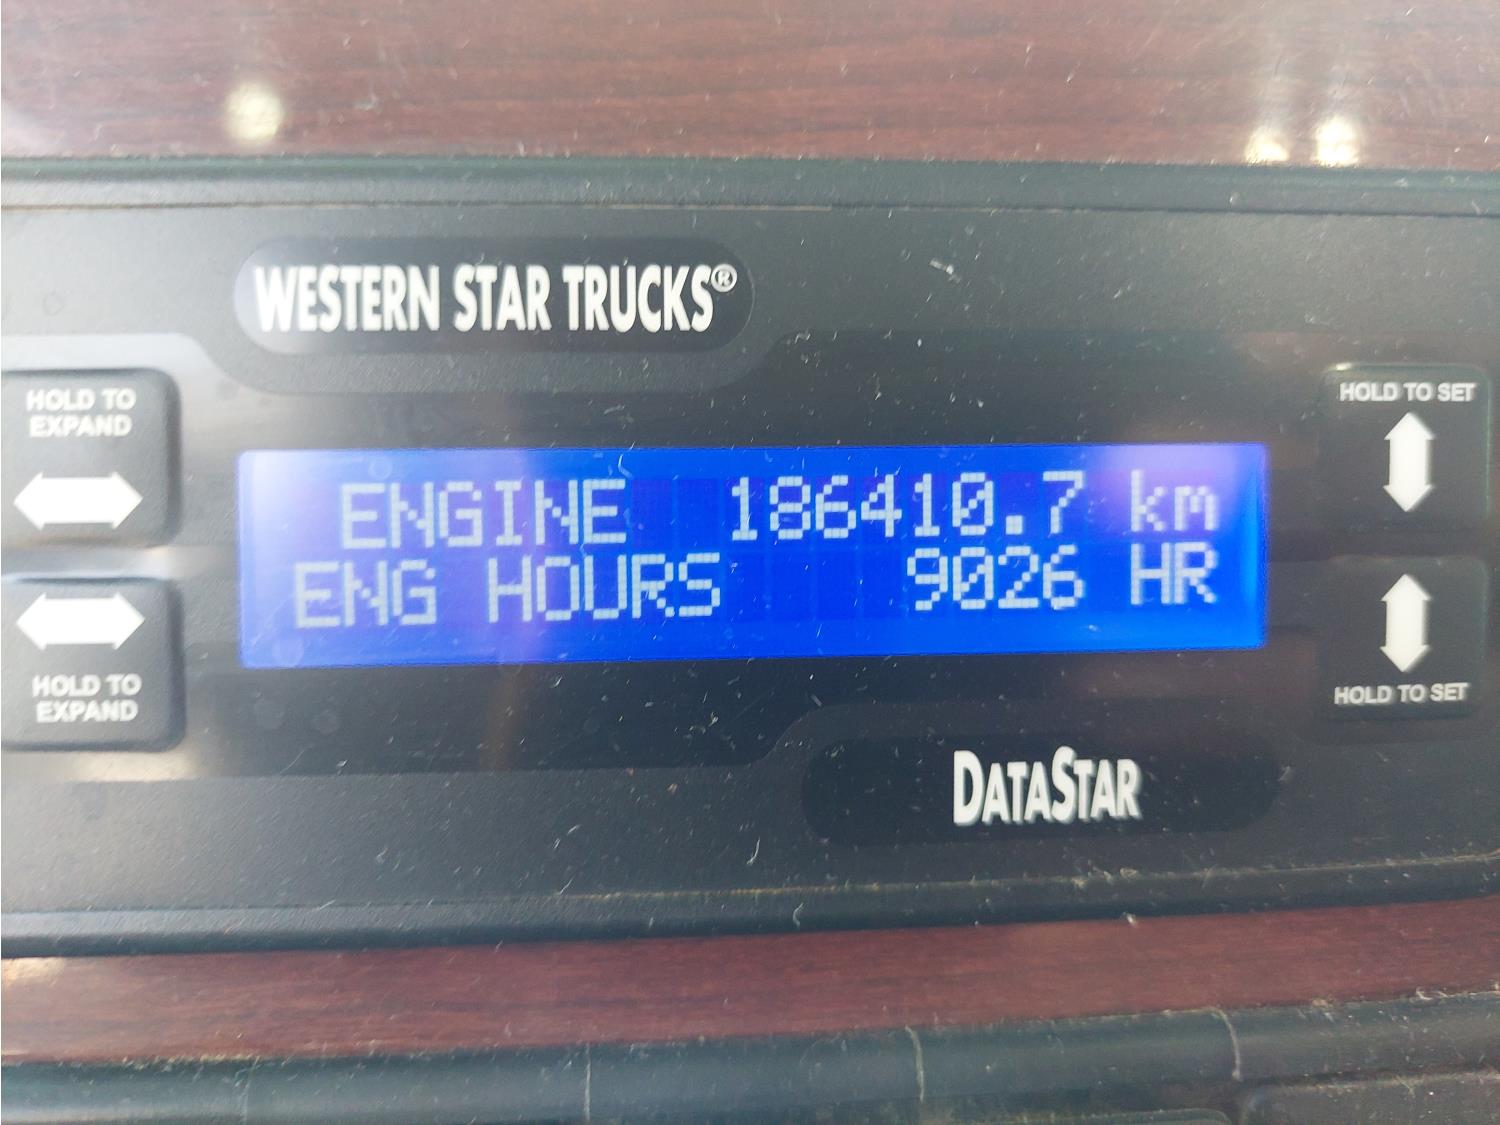 WESTERN STAR TRUCKS®
HOLD TO
EXPAND
HOLD TO SET
ENGINE 186410.7 km
ENG HOURS 9026 HR
HOLD TO
EXPAND
HOLD TO SET
DATASTAR